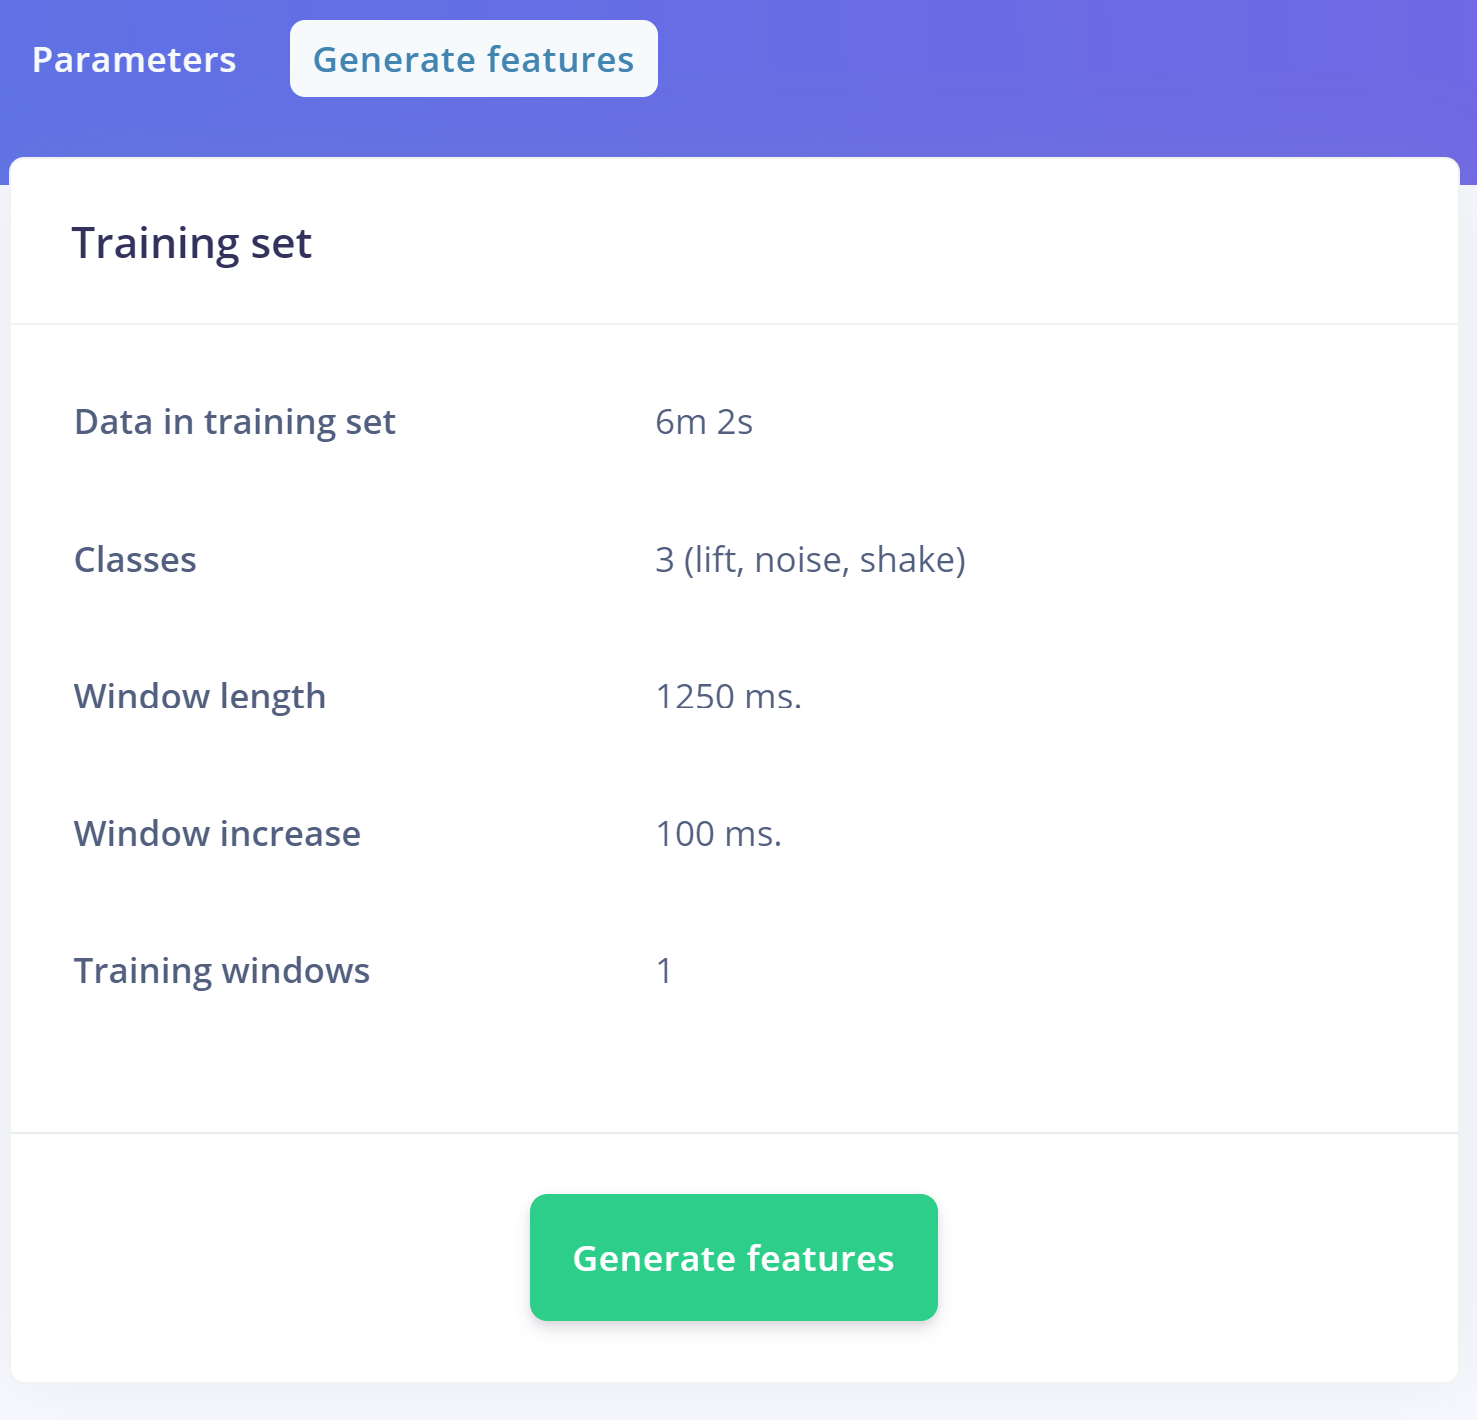 Parameters Generate features
Training set
Data in training set 6m 2s
Classes 3 (lift, noise, shake)
Window length 1250 ms.
Window increase 100 ms.
Training windows 1
Generate features